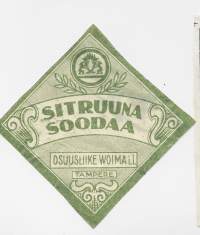 SITRUUNA
SOODAA
OSUUSLIIKE WOIMA I.L
TAMPERE